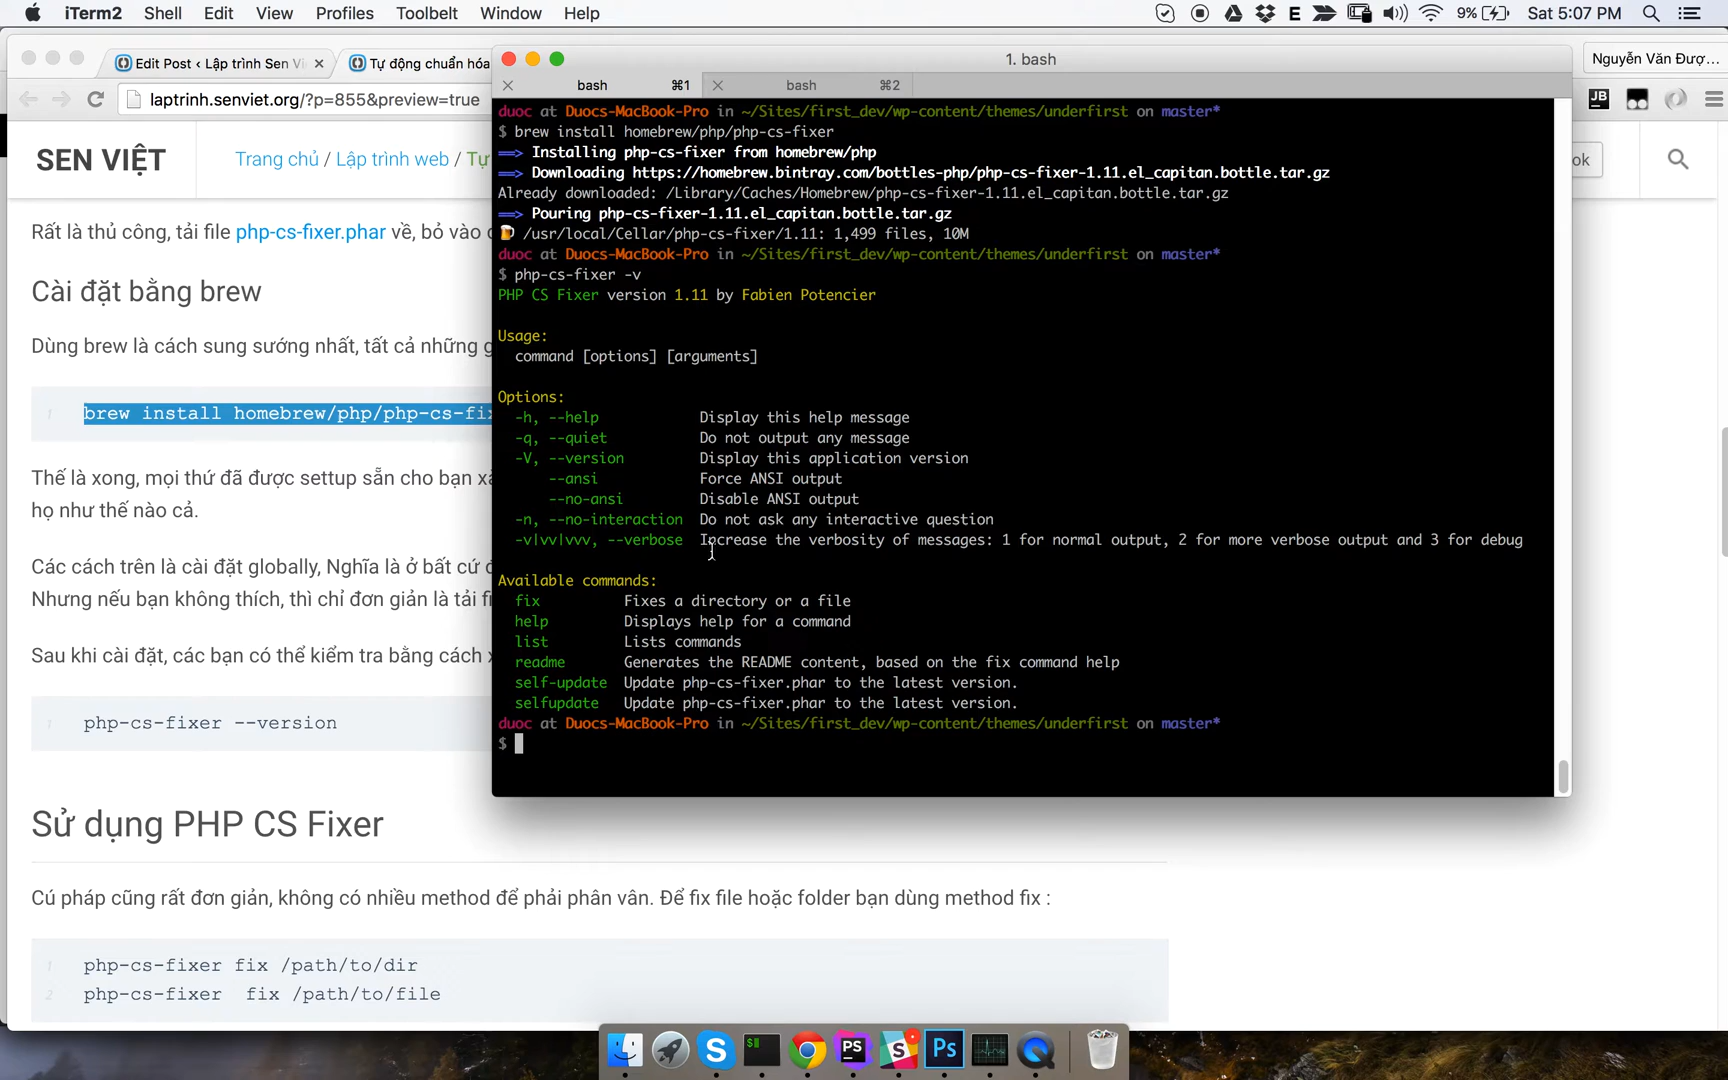 iTerm2 Shell Edit View Profiles Toolbelt Window Help 9% Sat 5:07 PM
Edit Post ‹ Lập trình Sen Vi
Tự động chuẩn hóa
Nguyễn Văn Đượ...
laptrinh.senviet.org/?p=855&preview=true
SEN VIỆT
Trang chủ / Lập trình web / Tự
ok
Rất là thủ công, tải file php-cs-fixer.phar về, bỏ vào
Cài đặt bằng brew
Dùng brew là cách sung sướng nhất, tất cả những
1 brew install homebrew/php/php-cs-fix
Thế là xong, mọi thứ đã được settup sẵn cho bạn
họ như thế nào cả.
Các cách trên là cài đặt globally, Nghĩa là ở bất cứ
Nhưng nếu bạn không thích, thì chỉ đơn giản là tải
Sau khi cài đặt, các bạn có thể kiểm tra bằng cách
1 php-cs-fixer --version
Sử dụng PHP CS Fixer
Cú pháp cũng rất đơn giản, không có nhiều method để phải phân vân. Để fix file hoặc folder bạn dùng method fix :
1 php-cs-fixer fix /path/to/dir
2 php-cs-fixer  fix /path/to/file
1. bash
bash ⌘1 bash ⌘2
duoc at Duocs-MacBook-Pro in ~/Sites/first_dev/wp-content/themes/underfirst on master*
$ brew install homebrew/php/php-cs-fixer
==> Installing php-cs-fixer from homebrew/php
==> Downloading https://homebrew.bintray.com/bottles-php/php-cs-fixer-1.11.el_capitan.bottle.tar.gz
Already downloaded: /Library/Caches/Homebrew/php-cs-fixer-1.11.el_capitan.bottle.tar.gz
==> Pouring php-cs-fixer-1.11.el_capitan.bottle.tar.gz
🍺 /usr/local/Cellar/php-cs-fixer/1.11: 1,499 files, 10M
duoc at Duocs-MacBook-Pro in ~/Sites/first_dev/wp-content/themes/underfirst on master*
$ php-cs-fixer -v
PHP CS Fixer version 1.11 by Fabien Potencier
Usage:
command [options] [arguments]
Options:
-h, --help Display this help message
-q, --quiet Do not output any message
-V, --version Display this application version
--ansi Force ANSI output
--no-ansi Disable ANSI output
-n, --no-interaction Do not ask any interactive question
-v|vv|vvv, --verbose Increase the verbosity of messages: 1 for normal output, 2 for more verbose output and 3 for debug
Available commands:
fix Fixes a directory or a file
help Displays help for a command
list Lists commands
readme Generates the README content, based on the fix command help
self-update Update php-cs-fixer.phar to the latest version.
selfupdate Update php-cs-fixer.phar to the latest version.
duoc at Duocs-MacBook-Pro in ~/Sites/first_dev/wp-content/themes/underfirst on master*
$
JB
PS
Ps